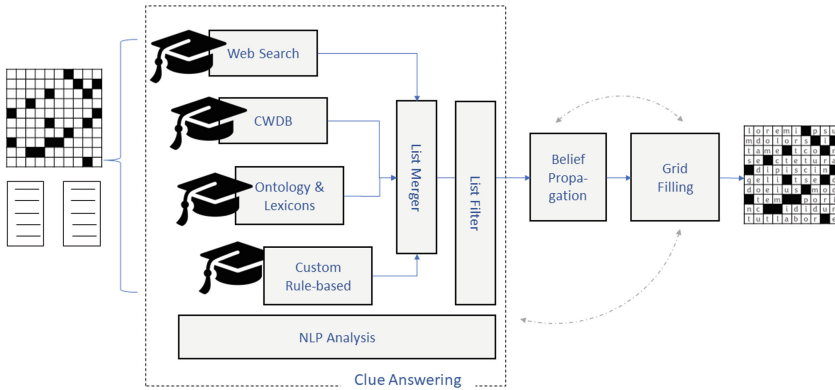 Web Search
CWDB
Ontology &
Lexicons
Custom
Rule-based
List Merger
List Filter
NLP Analysis
Clue Answering
Belief
Propa-
gation
Grid
Filling
l o r e m i p s
m d o l o r s i
t a m e t c o n
s e c t e t u r a
d i p i s c i n
g e l i t s e d
d o e i u s m o d
t e m p o r i
n c i d i d u n
t u t l a b o r e